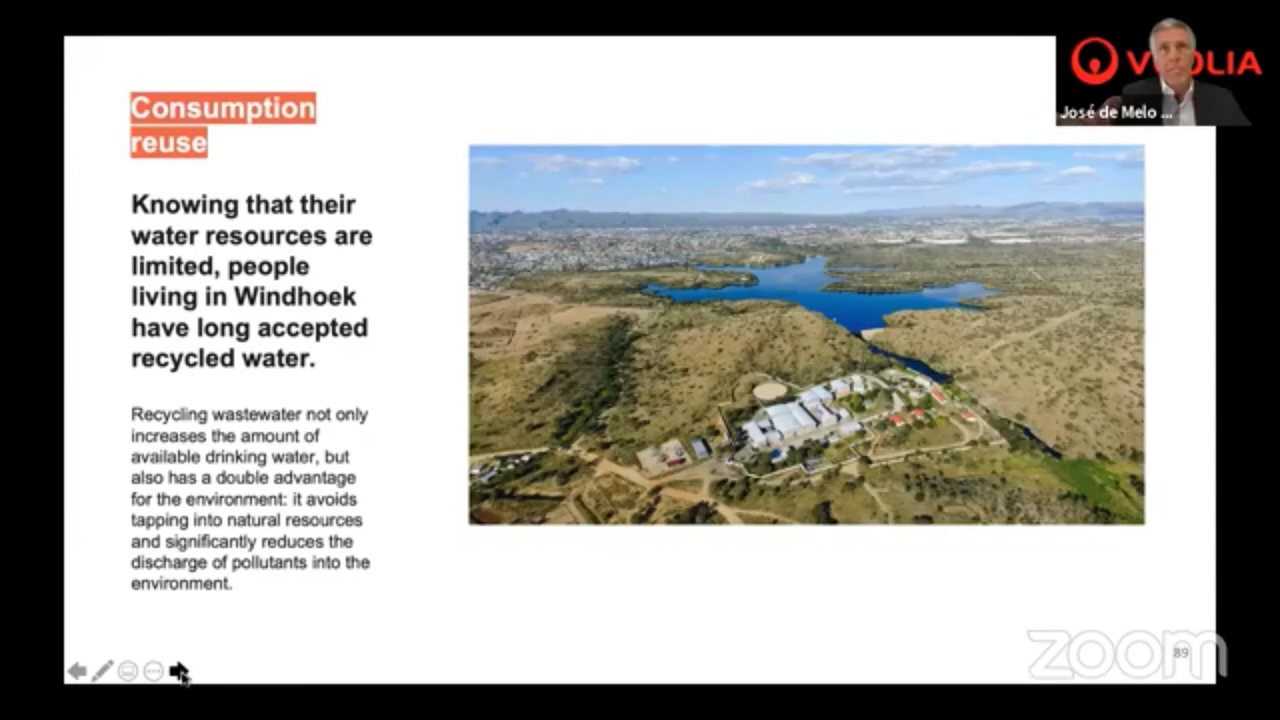 VEOLIA
José de Melo ...
Consumption
reuse
Knowing that their
water resources are
limited, people
living in Windhoek
have long accepted
recycled water.
Recycling wastewater not only
increases the amount of
available drinking water, but
also has a double advantage
for the environment: it avoids
tapping into natural resources
and significantly reduces the
discharge of pollutants into the
environment.
zoom
89